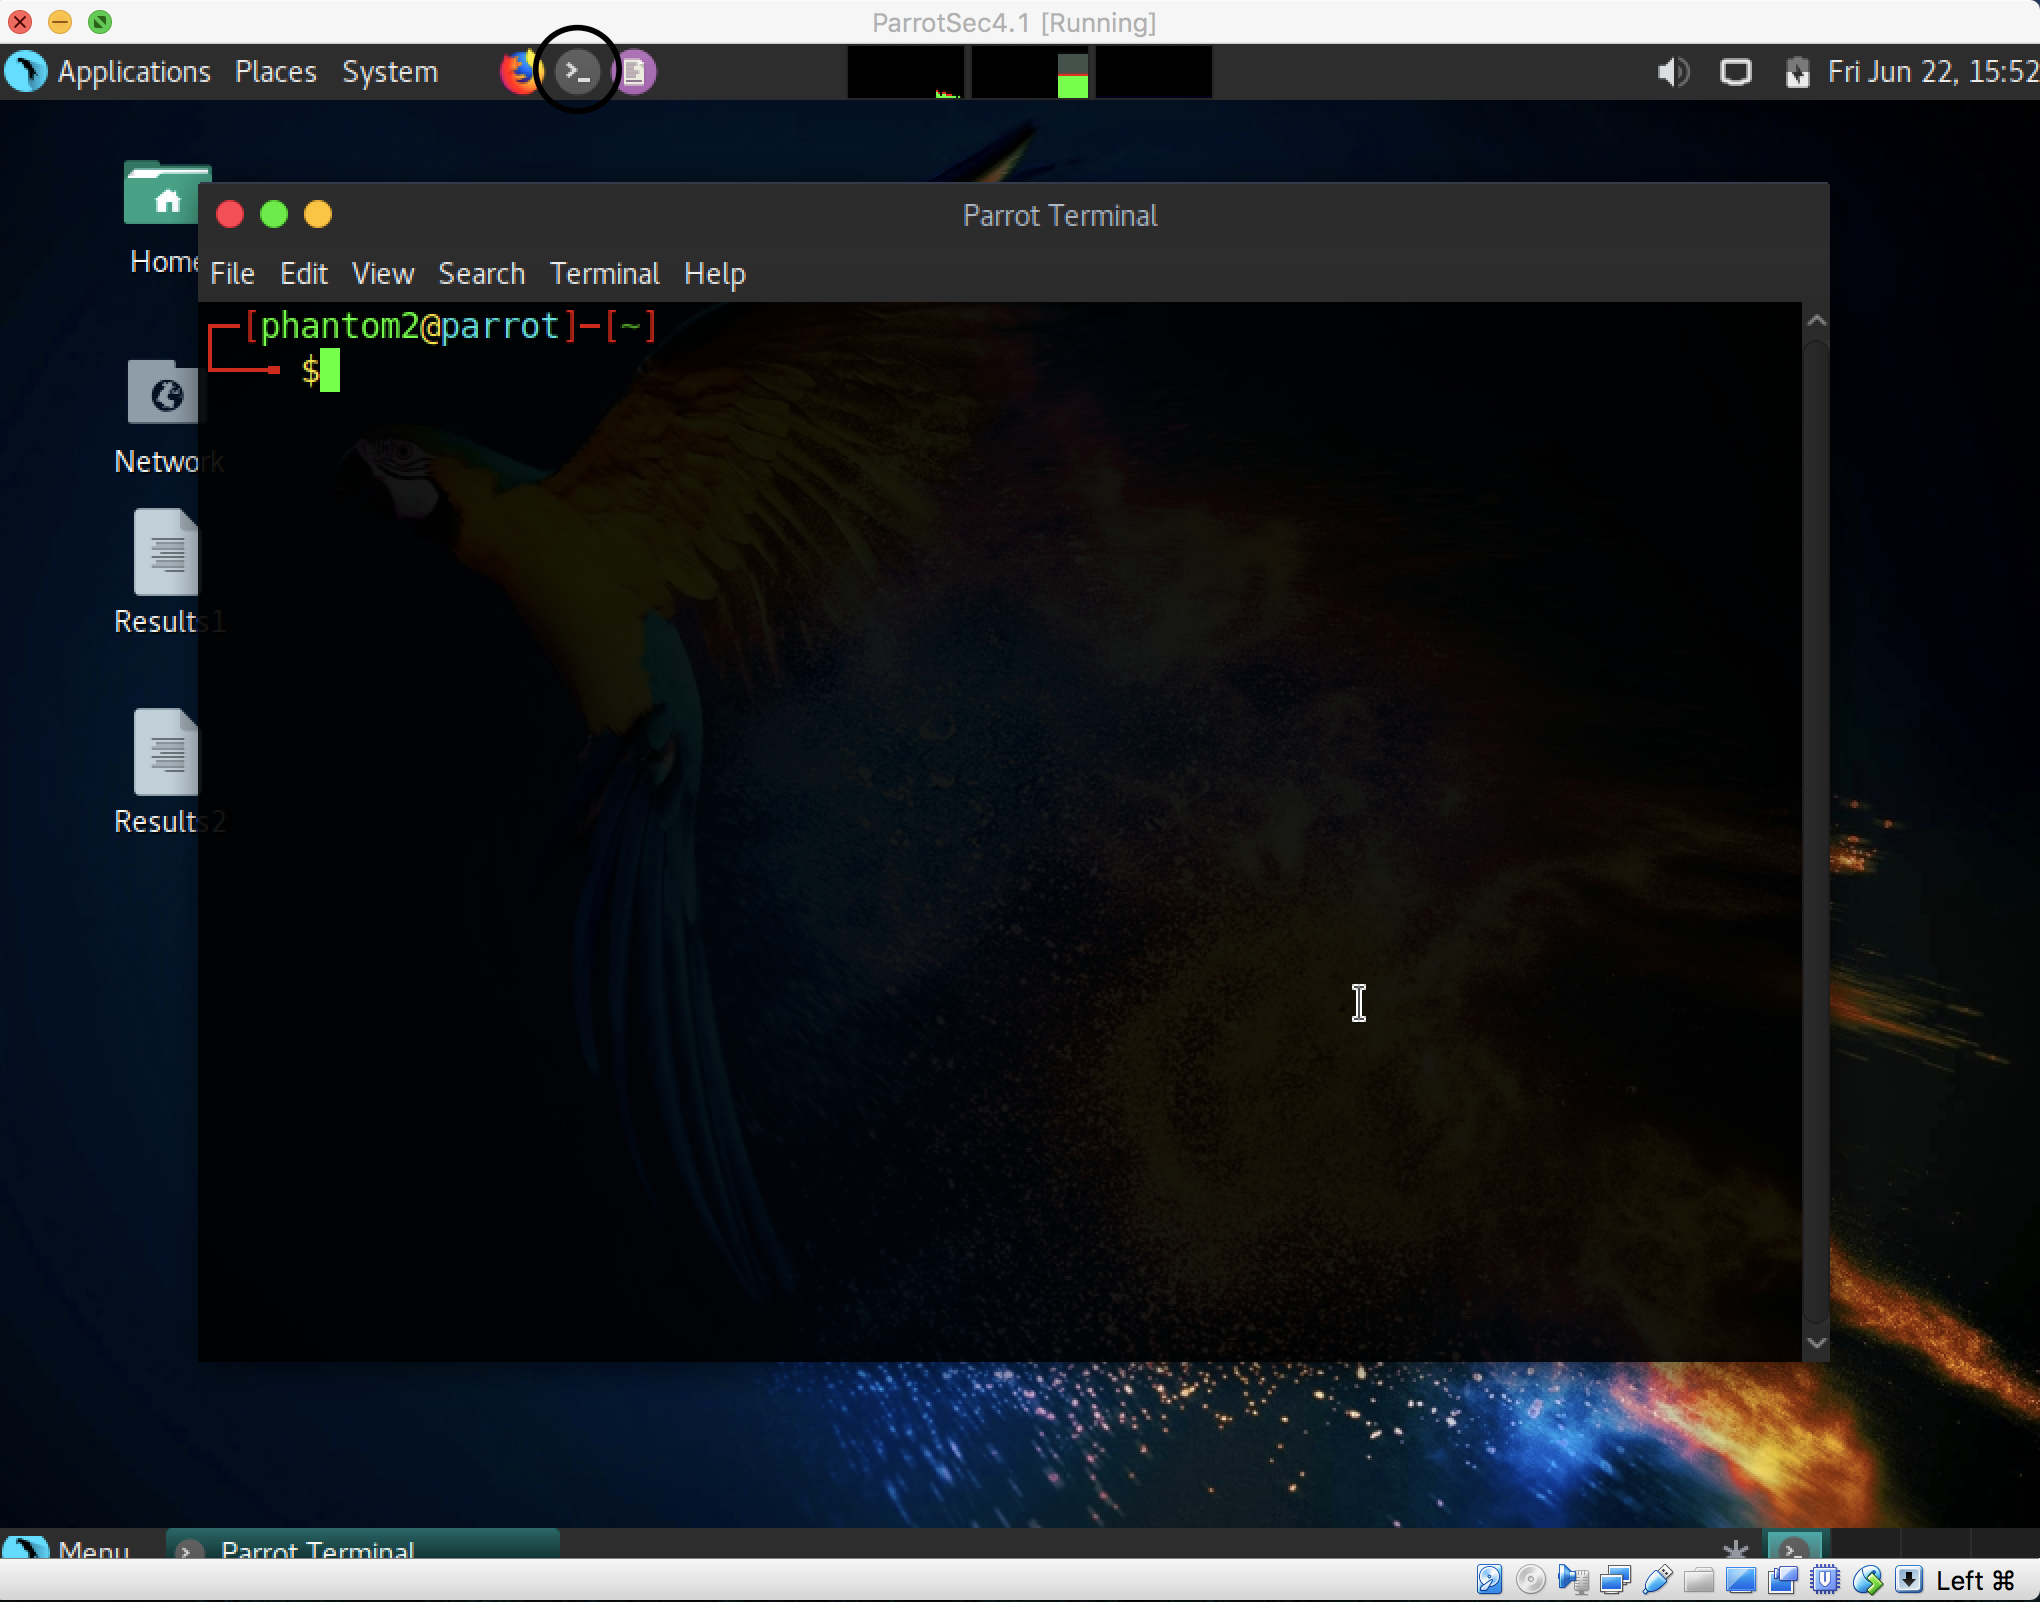 ParrotSec4.1 [Running]
Applications Places System
Fri Jun 22, 15:52
Home
Parrot Terminal
File Edit View Search Terminal Help
[phantom2@parrot]-[~]
$
Network
Results1
Results2
Menu Parrot Terminal
Left ⌘